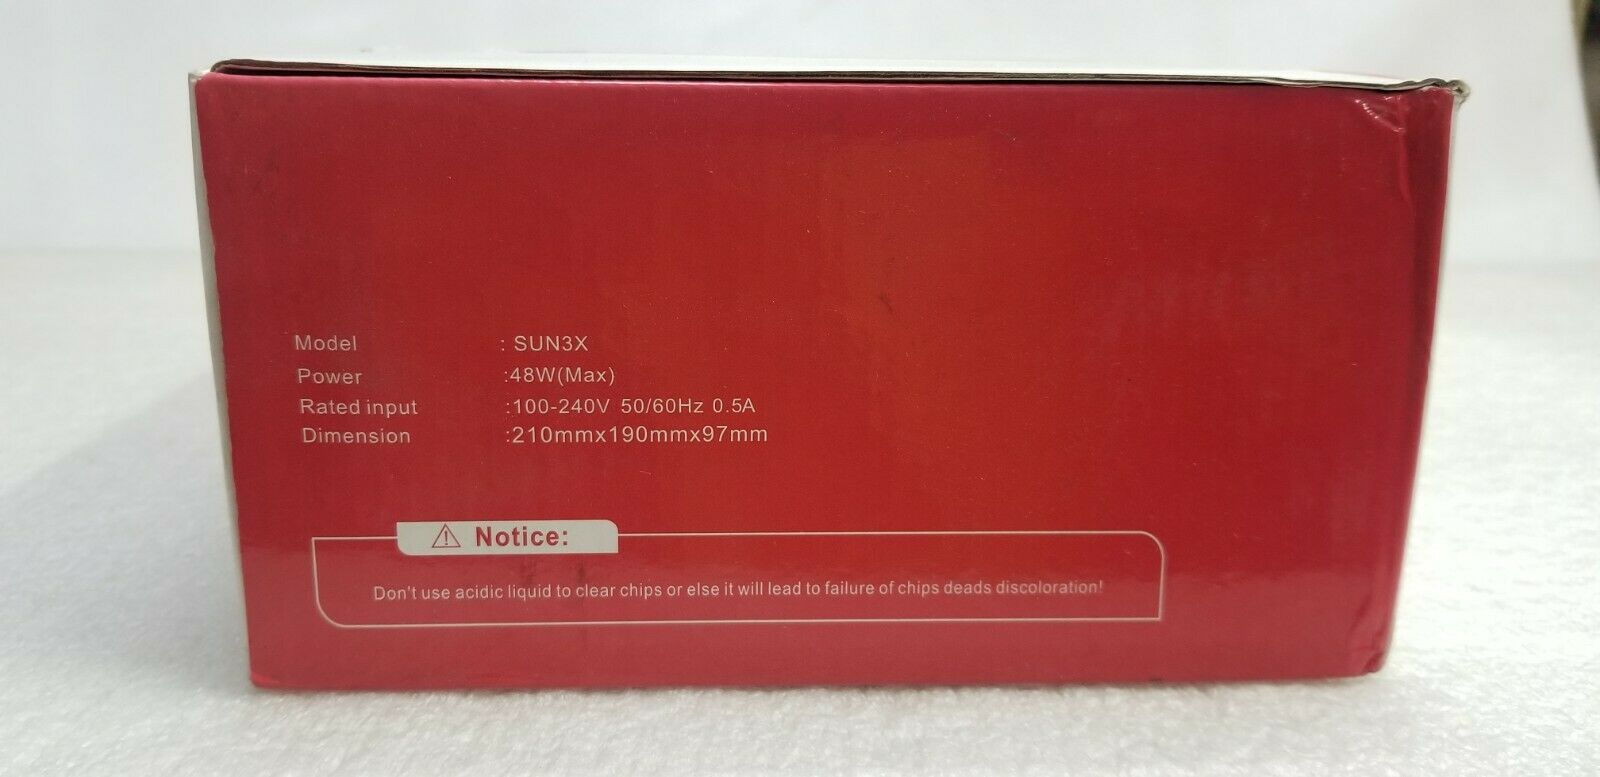 Model : SUN3X
Power :48W(Max)
Rated input :100-240V 50/60Hz 0.5A
Dimension :210mmx190mmx97mm
Notice:
Don't use acidic liquid to clear chips or else it will lead to failure of chips deads discoloration!